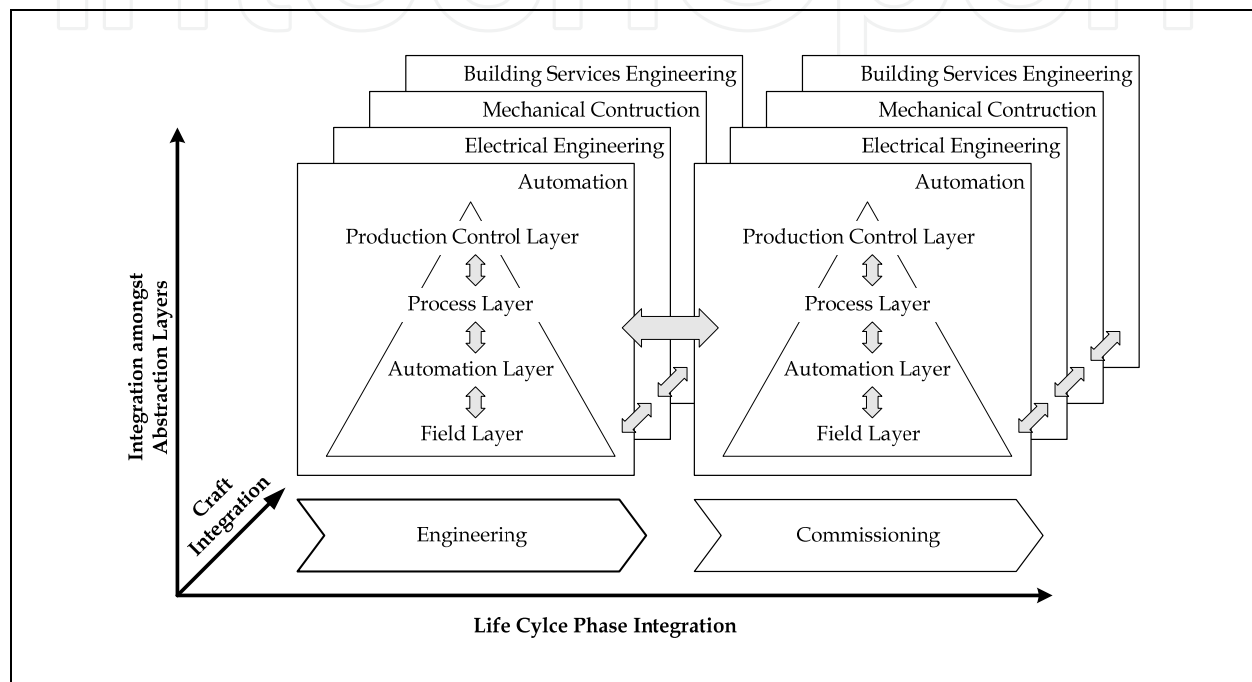 Building Services Engineering
Mechanical Contruction
Electrical Engineering
Automation
Production Control Layer
Process Layer
Automation Layer
Field Layer
Building Services Engineering
Mechanical Contruction
Electrical Engineering
Automation
Production Control Layer
Process Layer
Automation Layer
Field Layer
Integration amongst
Abstraction Layers
Craft
Integration
Engineering
Commissioning
Life Cylce Phase Integration